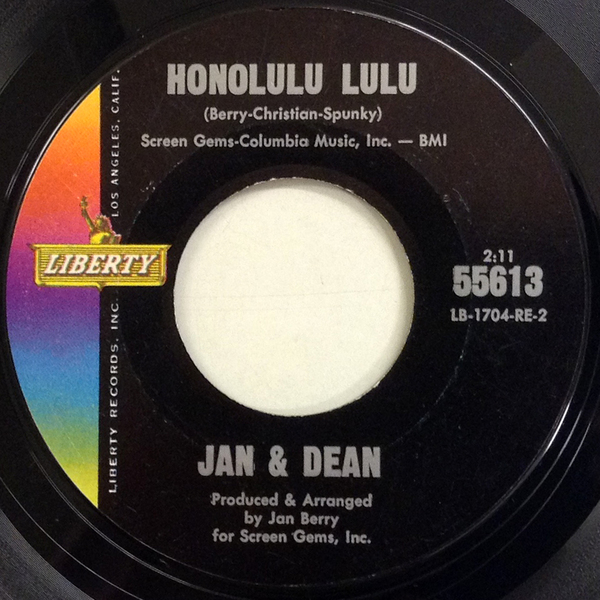 HONOLULU LULU
(Berry-Christian-Spunky)
Screen Gems-Columbia Music, Inc. — BMI
LIBERTY RECORDS, INC. LOS ANGELES, CALIF.
LIBERTY
2:11
55613
LB-1704-RE-2
JAN & DEAN
Produced & Arranged
by Jan Berry
for Screen Gems, Inc.